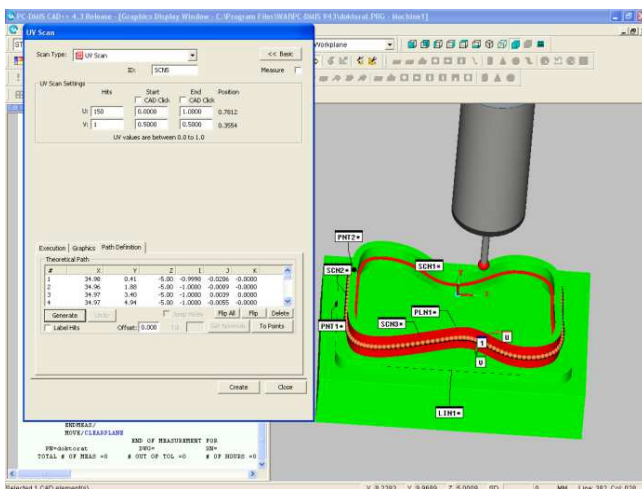 PC-DMIS CAD++ 4.3 Release - [Graphics Display Window - C:\Program Files\WAI\PC-DMIS V43\doktorat.PRG - Machine1]
UV Scan
Workplane
Scan Type: UV Scan << Basic
ID: SCN5 Measure
UV Scan Settings
Hits Start End Position
CAD Click CAD Click
U: 150 0.0000 1.0000 0.7012
V: 1 0.5000 0.5000 0.3554
UV values are between 0.0 to 1.0
Execution Graphics Path Definition
Theoretical Path
# X Y Z I J K
1 34.98 0.41 -5.00 -0.9998 -0.0206 -0.0000
2 34.96 1.88 -5.00 -1.0000 -0.0089 -0.0000
3 34.97 3.40 -5.00 -1.0000 0.0039 0.0000
4 34.97 4.94 -5.00 -1.0000 -0.0055 -0.0000
Generate Undo Flip All Flip Delete
Label Hits Offset: 0.000 Get Nominals To Points
Create Close
PNT2*
SCN2*
SCN1*
PNT1*
PLN1*
SCN3*
U
1
U
LIN1*
ENDMEAS/
MOVE/CLEARPLANE
END OF MEASUREMENT FOR
PN=doktorat DWG= SN=
TOTAL # OF MEAS =0 # OUT OF TOL =0 # OF HOURS =0
Selected 1 CAD element(s)